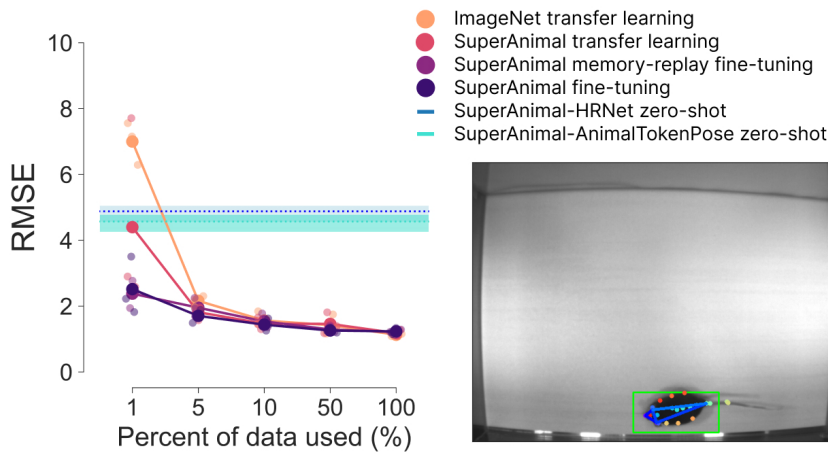 ImageNet transfer learning
SuperAnimal transfer learning
SuperAnimal memory-replay fine-tuning
SuperAnimal fine-tuning
SuperAnimal-HRNet zero-shot
SuperAnimal-AnimalTokenPose zero-shot
RMSE
10
8
6
4
2
0
1 5 10 50 100
Percent of data used (%)